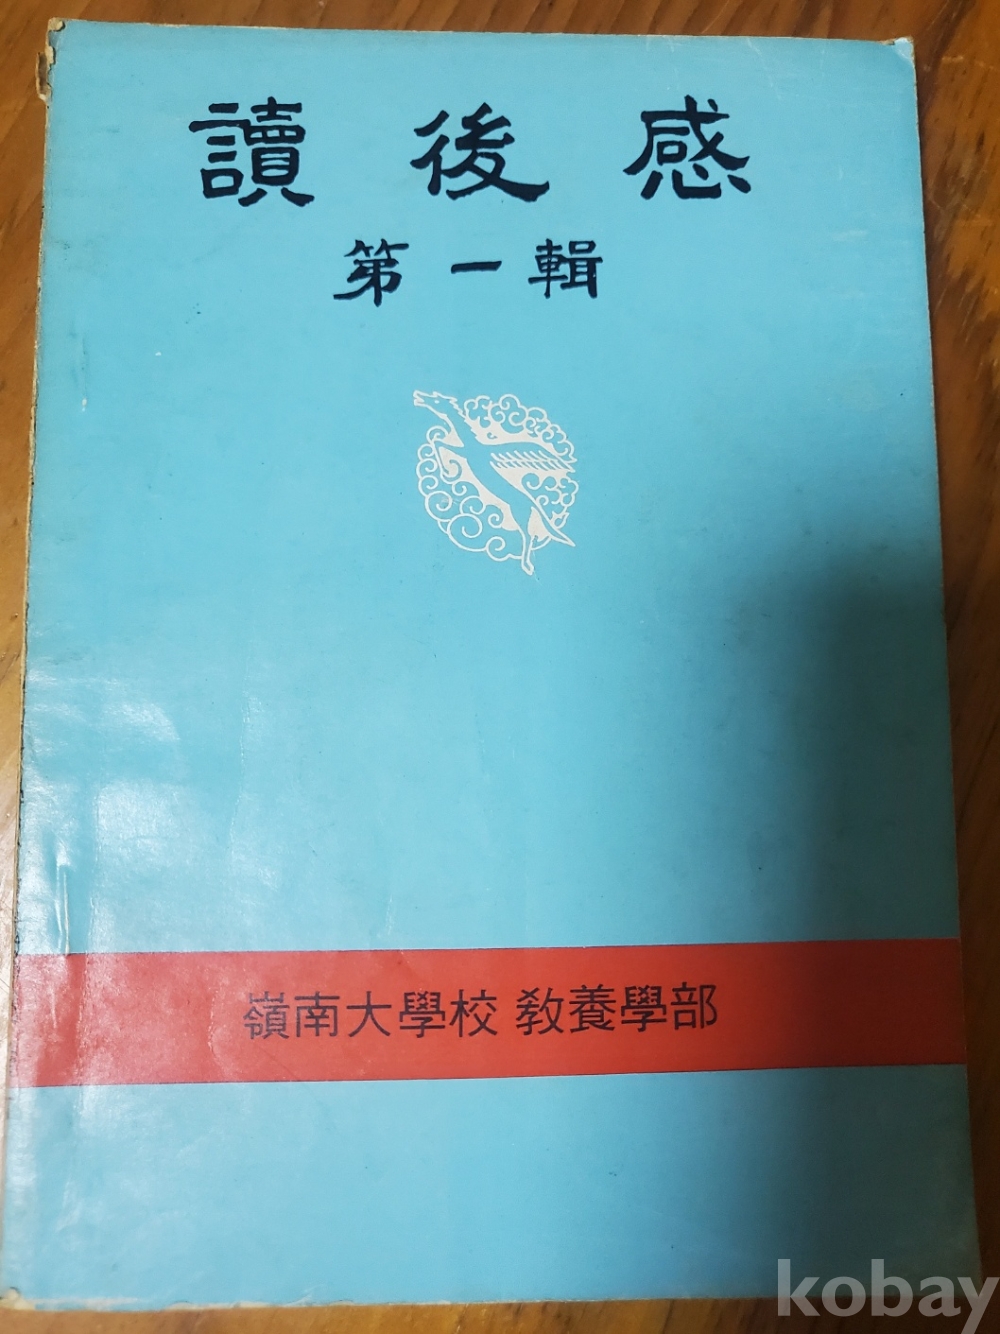 讀後感
第一輯
嶺南大學校 敎養學部
kobay